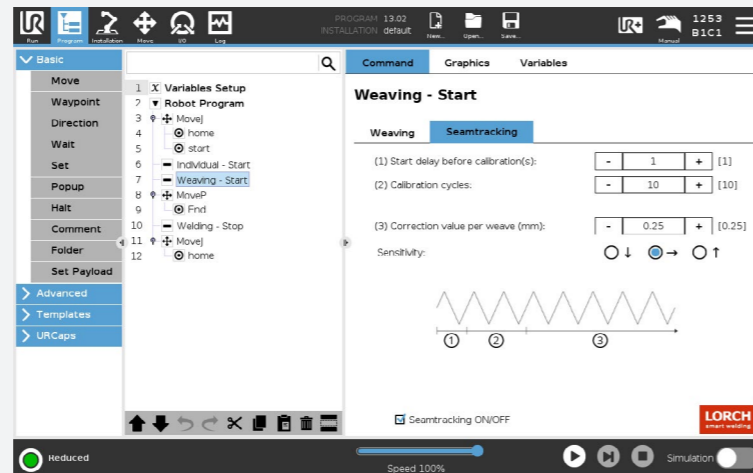 PROGRAM 13.02
INSTALLATION default
Run
Program
Installation
Move
I/O
Log
New...
Open...
Save...
UR+
Manual
1253
B1C1
Basic
Move
Waypoint
Direction
Wait
Set
Popup
Halt
Comment
Folder
Set Payload
Advanced
Templates
URCaps
1 X Variables Setup
2 Robot Program
3 MoveJ
4 home
5 start
6 Individual - Start
7 Weaving - Start
8 MoveP
9 End
10 Welding - Stop
11 MoveJ
12 home
Command Graphics Variables
Weaving - Start
Weaving Seamtracking
(1) Start delay before calibration(s): - 1 + [1]
(2) Calibration cycles: - 10 + [10]
(3) Correction value per weave (mm): - 0.25 + [0.25]
Sensitivity: ↓ → ↑
1 2 3
Seamtracking ON/OFF
LORCH
smart welding
Reduced
Speed 100%
Simulation